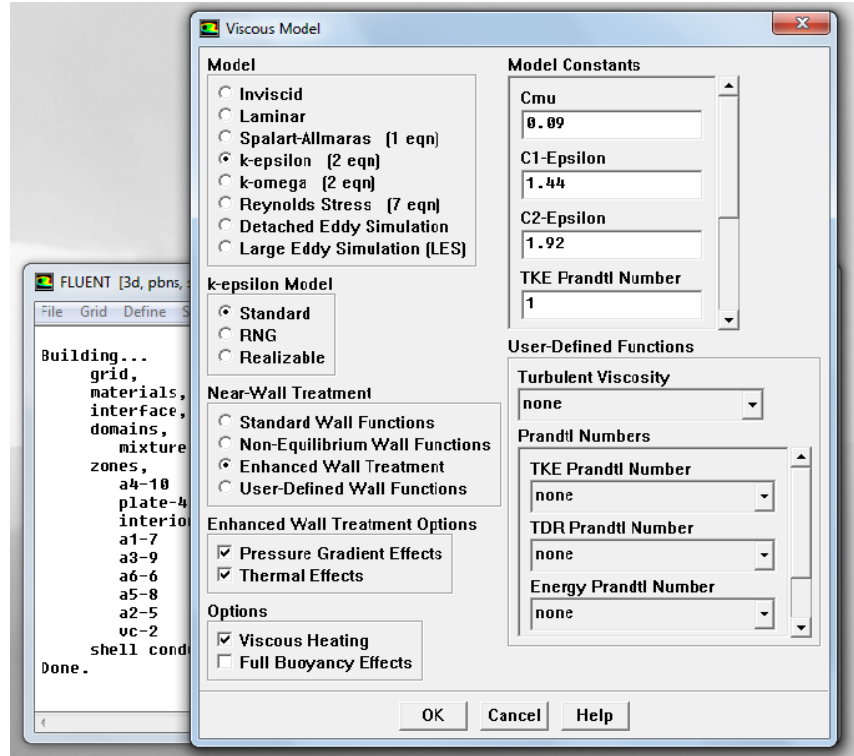 Viscous Model
Model
Inviscid
Laminar
Spalart-Allmaras (1 eqn)
k-epsilon (2 eqn)
k-omega (2 eqn)
Reynolds Stress (7 eqn)
Detached Eddy Simulation
Large Eddy Simulation (LES)
k-epsilon Model
Standard
RNG
Realizable
Near-Wall Treatment
Standard Wall Functions
Non-Equilibrium Wall Functions
Enhanced Wall Treatment
User-Defined Wall Functions
Enhanced Wall Treatment Options
Pressure Gradient Effects
Thermal Effects
Options
Viscous Heating
Full Buoyancy Effects
Model Constants
Cmu
0.09
C1-Epsilon
1.44
C2-Epsilon
1.92
TKE Prandtl Number
1
User-Defined Functions
Turbulent Viscosity
none
Prandtl Numbers
TKE Prandtl Number
none
TDR Prandtl Number
none
Energy Prandtl Number
none
OK Cancel Help
FLUENT [3d, pbns,
File Grid Define S
Building...
grid,
materials,
interface,
domains,
mixture
zones,
a4-10
plate-4
interio
a1-7
a3-9
a6-6
a5-8
a2-5
vc-2
shell cond
Done.